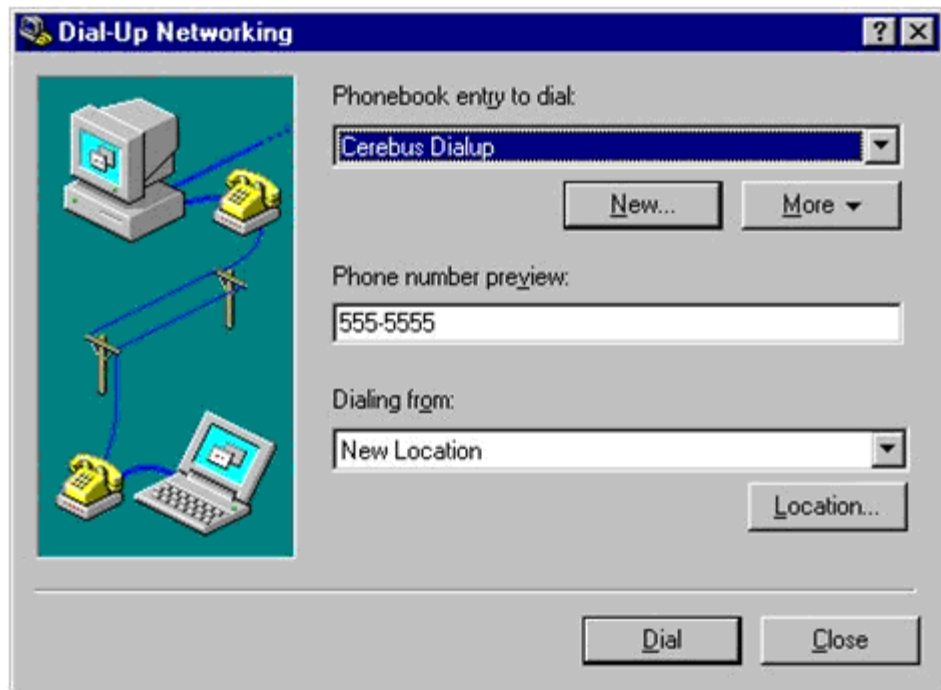 Dial-Up Networking
Phonebook entry to dial:
Cerebus Dialup
New... More
Phone number preview:
555-5555
Dialing from:
New Location
Location...
Dial Close